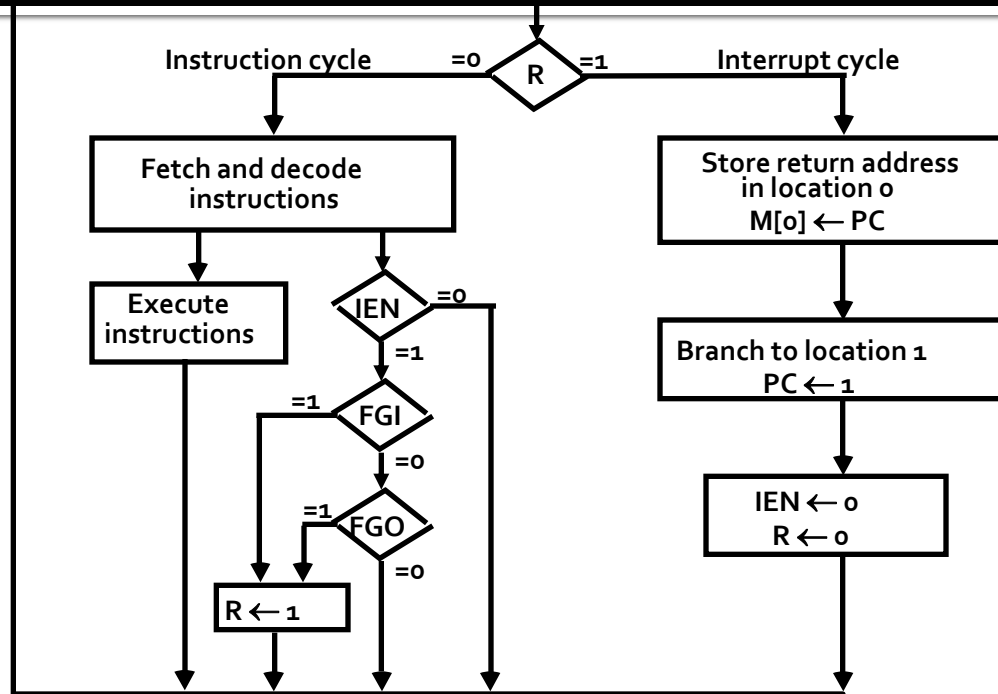 Instruction cycle
=0
R
=1
Interrupt cycle
Fetch and decode
instructions
Store return address
in location 0
M[0] ← PC
Execute
instructions
IEN
=0
=1
Branch to location 1
PC ← 1
=1
FGI
=0
=1
FGO
=0
IEN ← 0
R ← 0
R ← 1